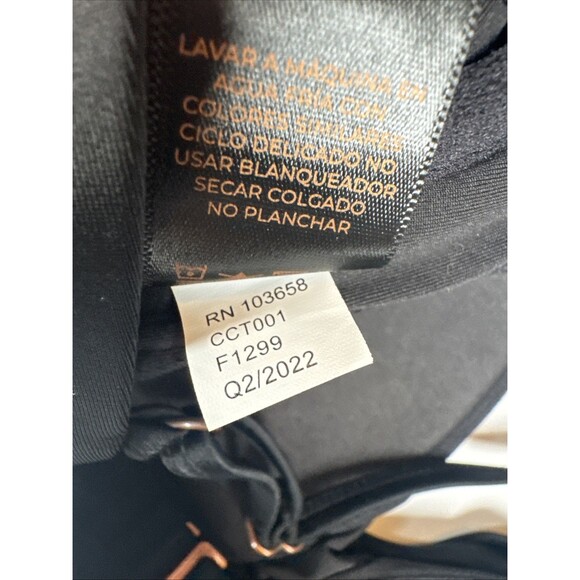 LAVAR A MÁQUINA EN
AGUA FRÍA CON
COLORES SIMILARES
CICLO DELICADO NO
USAR BLANQUEADOR
SECAR COLGADO
NO PLANCHAR
RN 103658
CCT001
F1299
Q2/2022